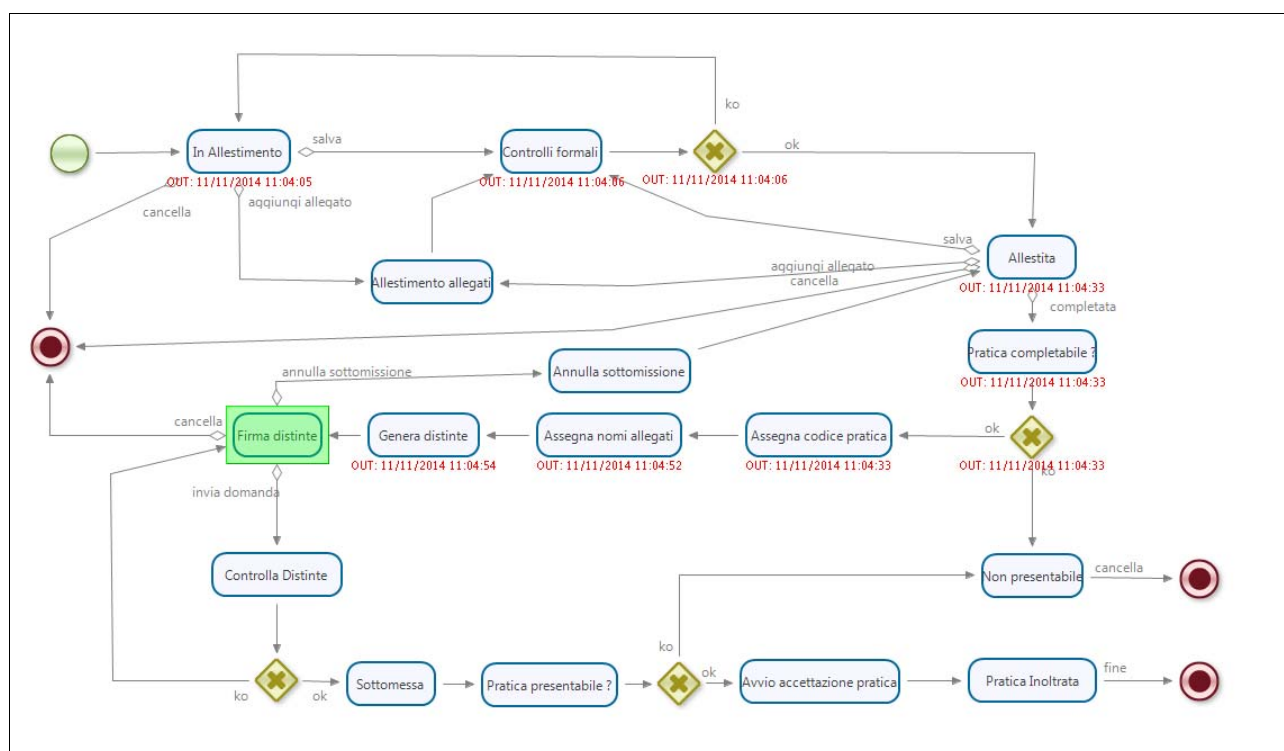 ko
salva
In Allestimento
Controlli formali
ok
OUT: 11/11/2014 11:04:05
OUT: 11/11/2014 11:04:06
OUT: 11/11/2014 11:04:06
cancella
aggiungi allegato
salva
Allestita
aggiungi allegato
Allestimento allegati
cancella
OUT: 11/11/2014 11:04:33
completata
Pratica completabile ?
annulla sottomissione
Annulla sottomissione
OUT: 11/11/2014 11:04:33
cancella
Firma distinte
Genera distinte
Assegna nomi allegati
Assegna codice pratica
ok
OUT: 11/11/2014 11:04:54
OUT: 11/11/2014 11:04:52
OUT: 11/11/2014 11:04:33
OUT: 11/11/2014 11:04:33
ko
invia domanda
Controlla Distinte
Non presentabile
cancella
ko
ko
ok
Sottomessa
Pratica presentabile ?
ok
Avvio accettazione pratica
Pratica Inoltrata
fine